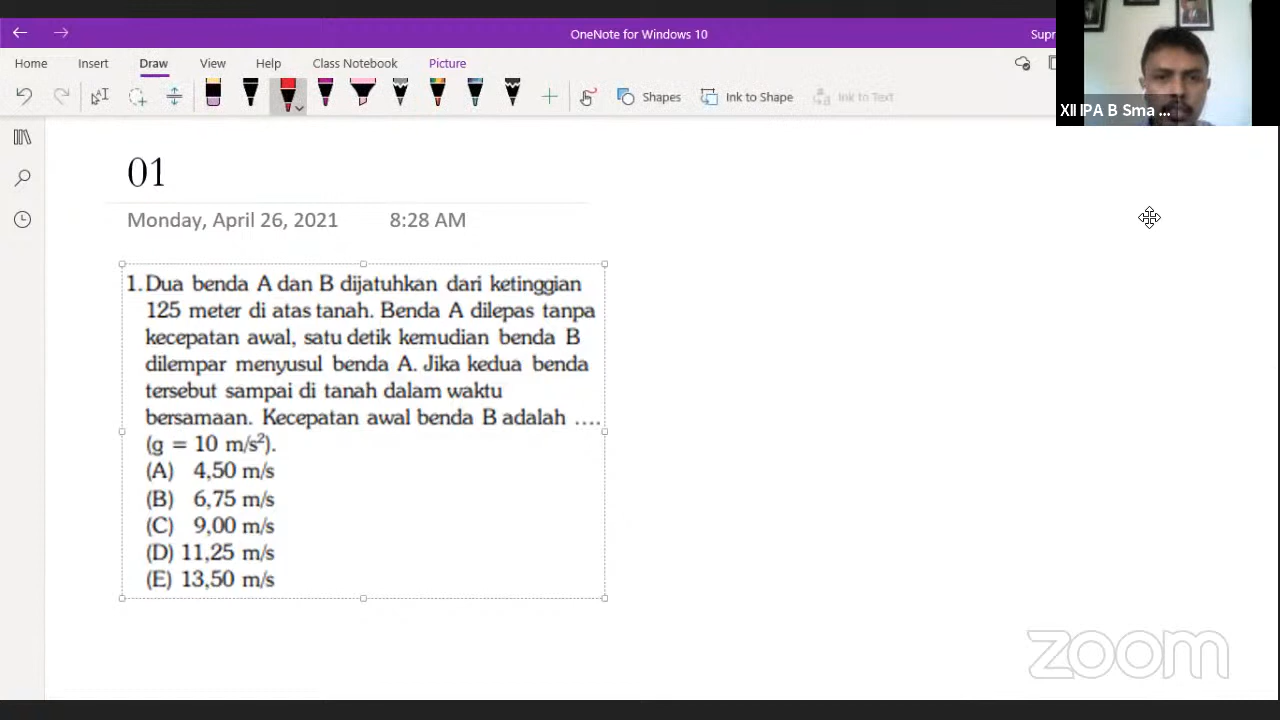 OneNote for Windows 10
Supr
Home Insert Draw View Help Class Notebook Picture
Shapes Ink to Shape Ink to Text
XII IPA B Sma ...
01
Monday, April 26, 2021 8:28 AM
1. Dua benda A dan B dijatuhkan dari ketinggian
125 meter di atas tanah. Benda A dilepas tanpa
kecepatan awal, satu detik kemudian benda B
dilempar menyusul benda A. Jika kedua benda
tersebut sampai di tanah dalam waktu
bersamaan. Kecepatan awal benda B adalah ....
(g = 10 m/s²).
(A) 4,50 m/s
(B) 6,75 m/s
(C) 9,00 m/s
(D) 11,25 m/s
(E) 13,50 m/s
zoom